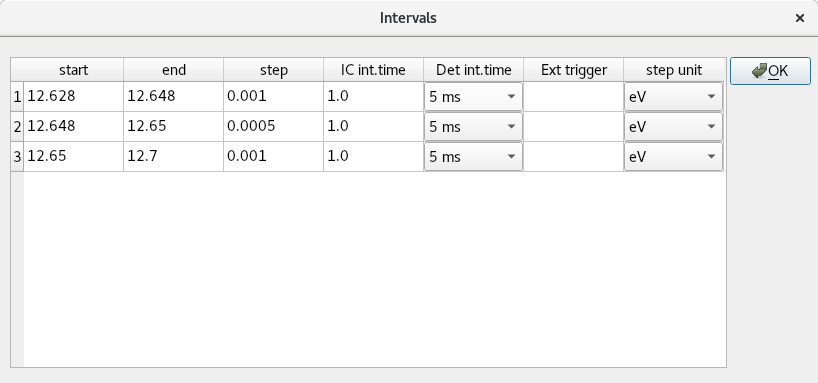 Intervals
start end step IC int.time Det int.time Ext trigger step unit
1 12.628 12.648 0.001 1.0 5 ms eV
2 12.648 12.65 0.0005 1.0 5 ms eV
3 12.65 12.7 0.001 1.0 5 ms eV
OK